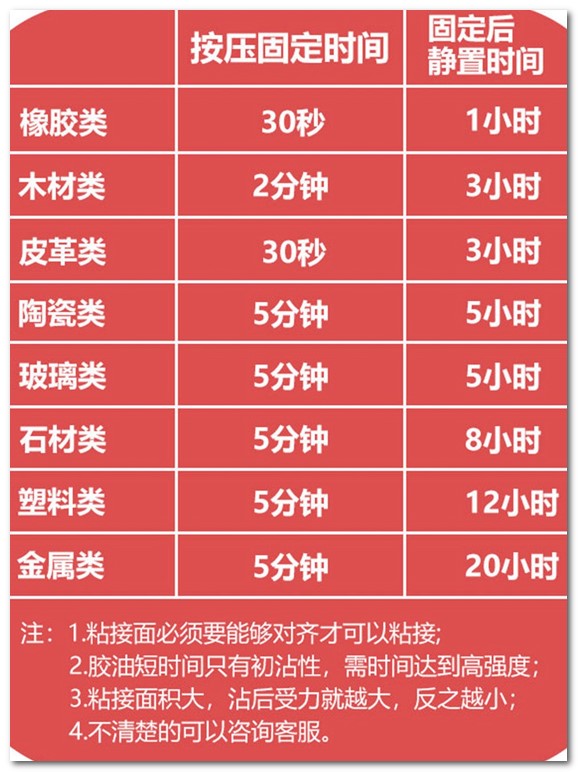 按压固定时间
固定后
静置时间
橡胶类 30秒 1小时
木材类 2分钟 3小时
皮革类 30秒 3小时
陶瓷类 5分钟 5小时
玻璃类 5分钟 5小时
石材类 5分钟 8小时
塑料类 5分钟 12小时
金属类 5分钟 20小时
注：1.粘接面必须要能够对齐才可以粘接;
2.胶油短时间只有初沾性，需时间达到高强度；
3.粘接面积大，沾后受力就越大，反之越小；
4.不清楚的可以咨询客服。